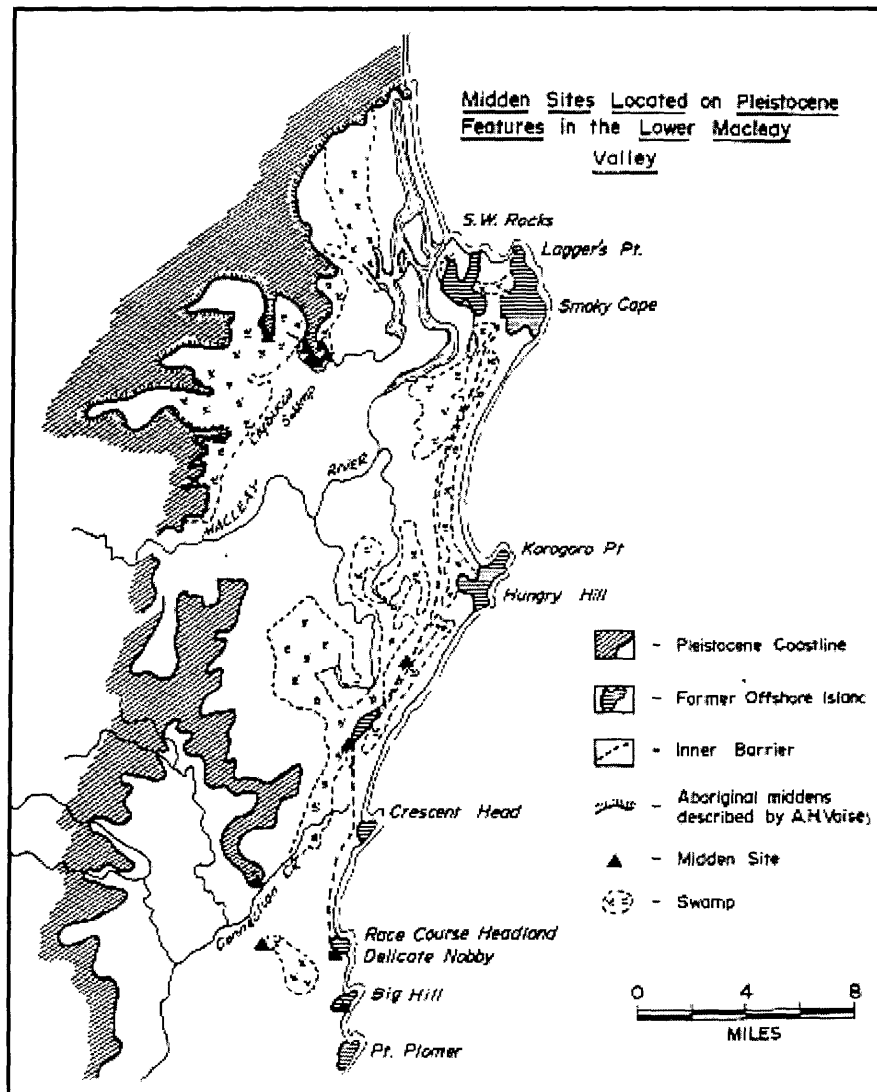 Midden Sites Located on Pleistocene
Features in the Lower Macleay
Valley
S.W. Rocks
Lagger's Pt.
Smoky Cape
Swamp
MACLEAY
RIVER
Korogoro Pt
Hungry Hill
- Pleistocene Coastline
- Former Offshore Island
- Inner Barrier
Crescent Head
- Aboriginal middens
described by A.H.Voisey
- Midden Site
- Swamp
Connection Ck
Race Course Headland
Delicate Nobby
Big Hill
Pt. Plomer
0 4 8
MILES